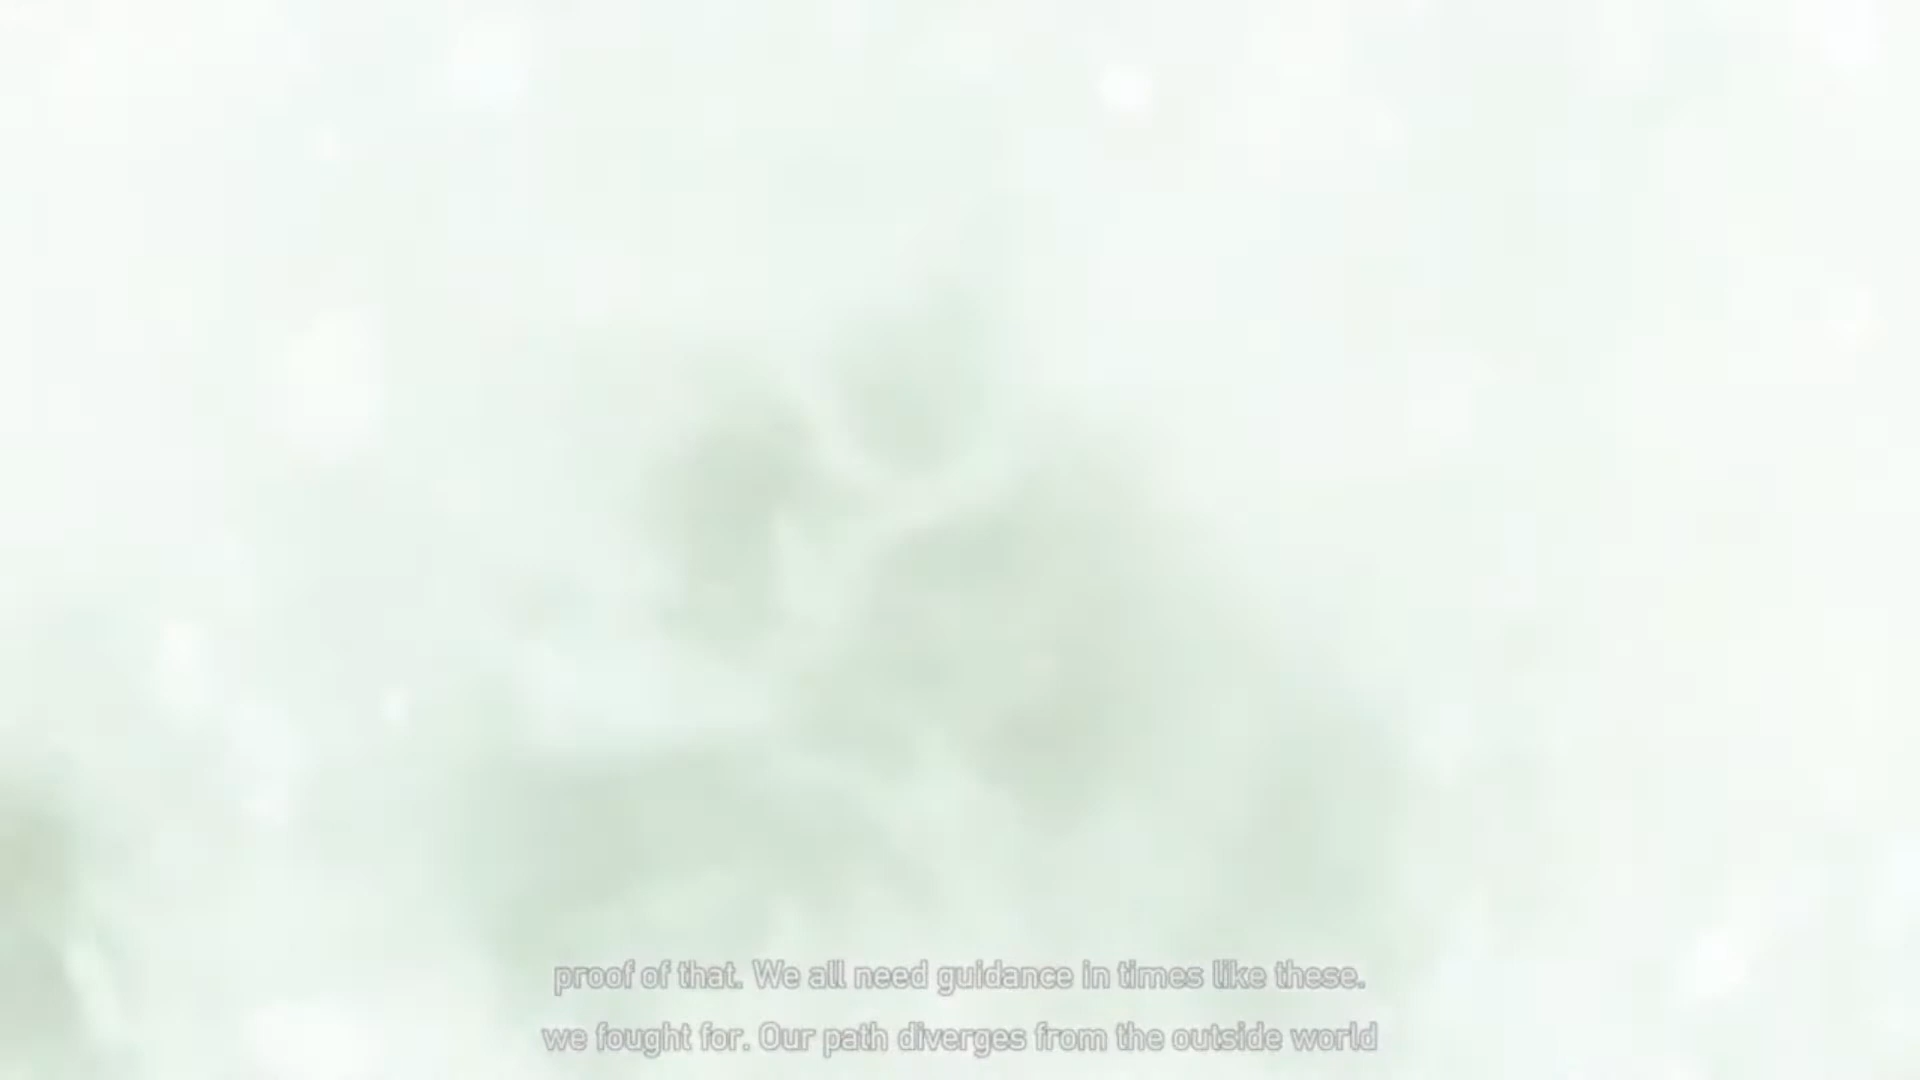 proof of that. We all need guidance in times like these.
we fought for. Our path diverges from the outside world